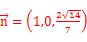 n⃗ = (1,0,2√14/7)